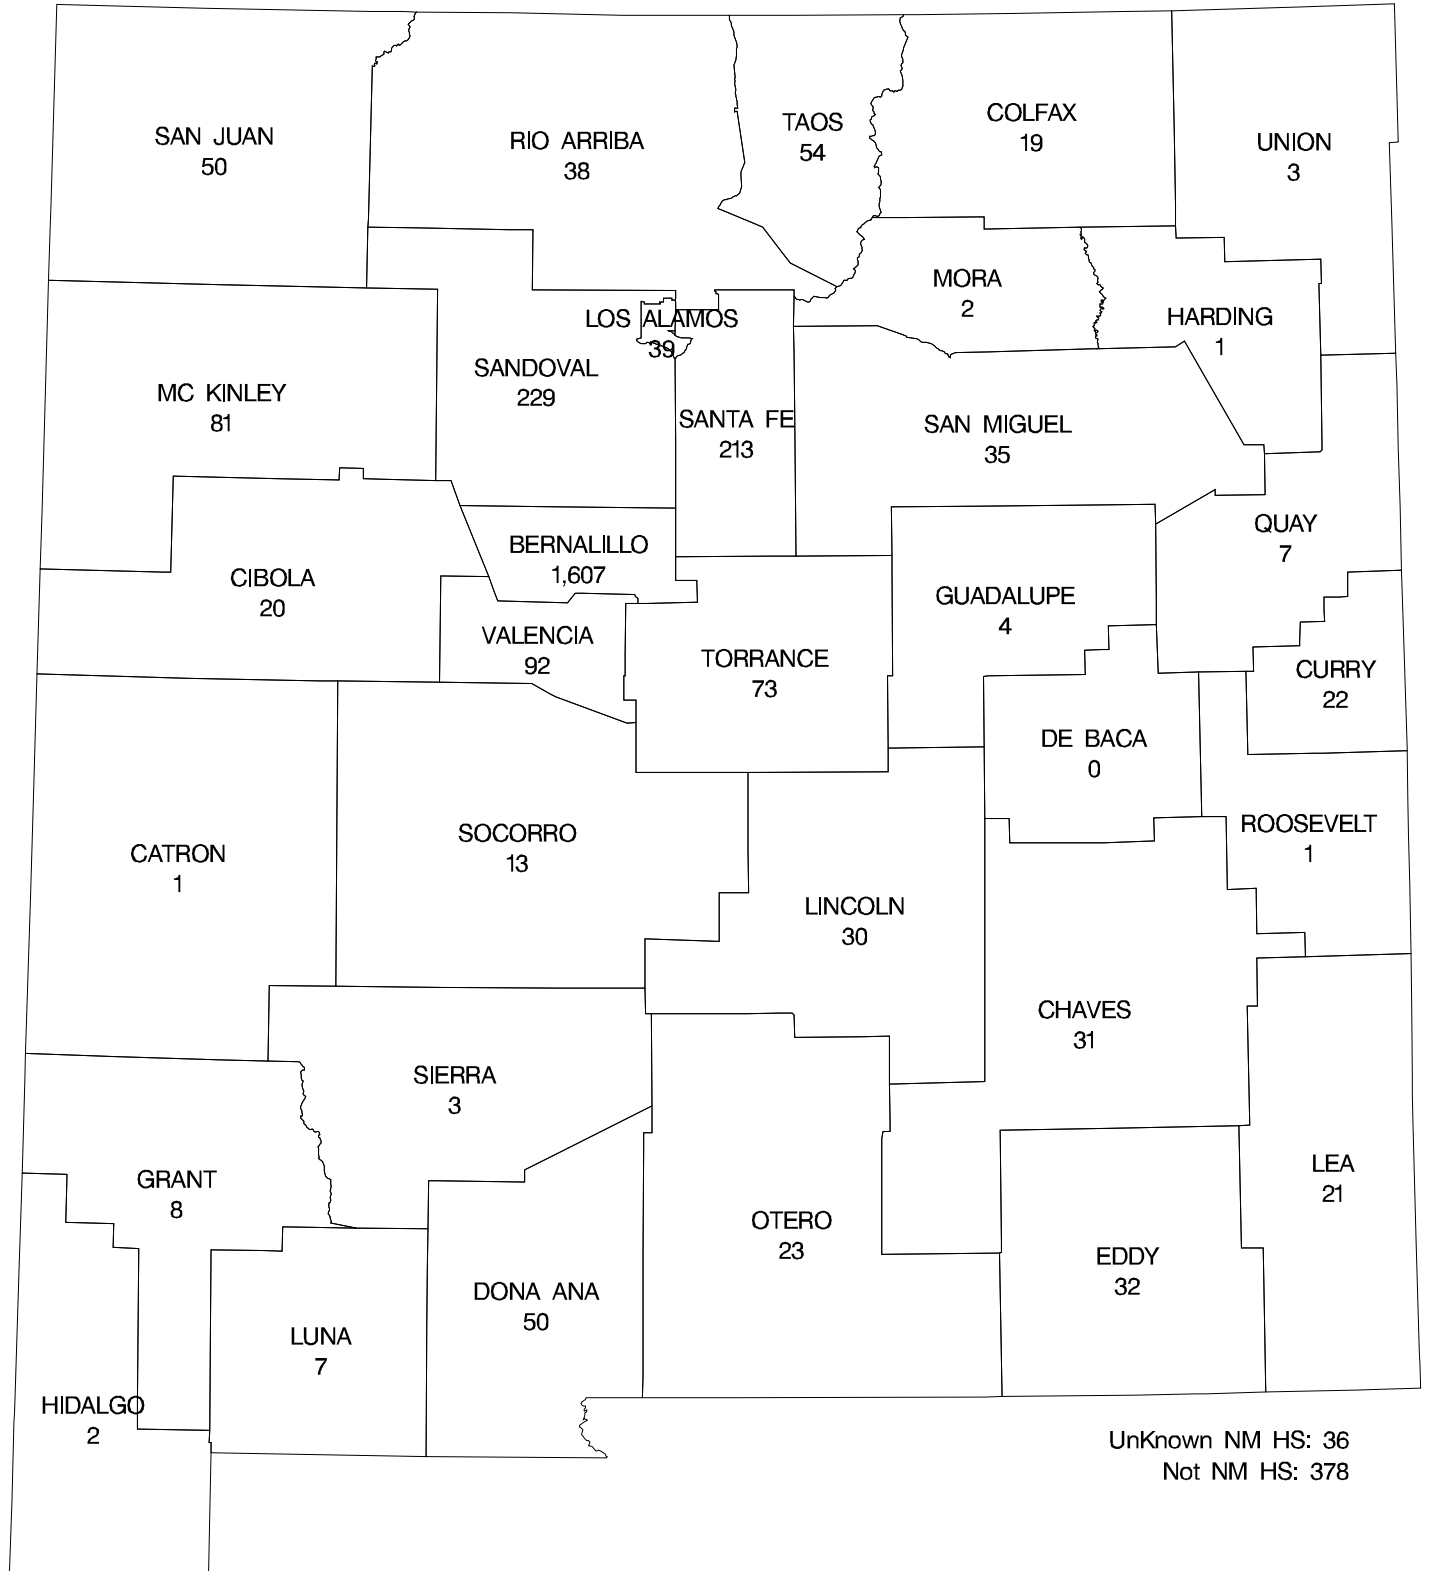 SAN JUAN
50
RIO ARRIBA
38
TAOS
54
COLFAX
19
UNION
3
MORA
2
HARDING
1
LOS ALAMOS
39
SANDOVAL
229
MC KINLEY
81
SANTA FE
213
SAN MIGUEL
35
QUAY
7
BERNALILLO
1,607
CIBOLA
20
GUADALUPE
4
VALENCIA
92
TORRANCE
73
CURRY
22
DE BACA
0
ROOSEVELT
1
SOCORRO
13
CATRON
1
LINCOLN
30
CHAVES
31
SIERRA
3
LEA
21
GRANT
8
OTERO
23
EDDY
32
DONA ANA
50
LUNA
7
HIDALGO
2
UnKnown NM HS: 36
Not NM HS: 378